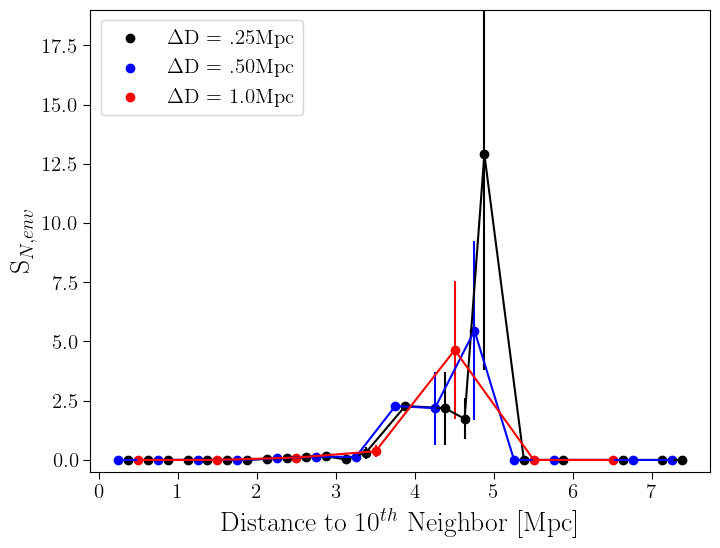 ΔD = .25Mpc
ΔD = .50Mpc
ΔD = 1.0Mpc
17.5
15.0
12.5
10.0
7.5
5.0
2.5
0.0
S_{N,env}
0 1 2 3 4 5 6 7
Distance to 10^{th} Neighbor [Mpc]